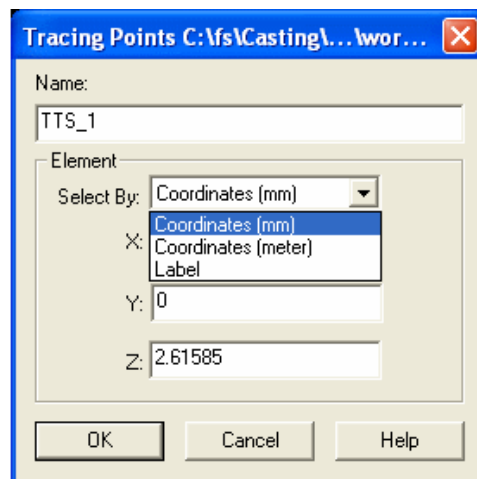 Tracing Points C:\fs\Casting\...\wor...
Name:
TTS_1
Element
Select By: Coordinates (mm)
Coordinates (mm)
Coordinates (meter)
Label
X:
Y: 0
Z: 2.61585
OK Cancel Help